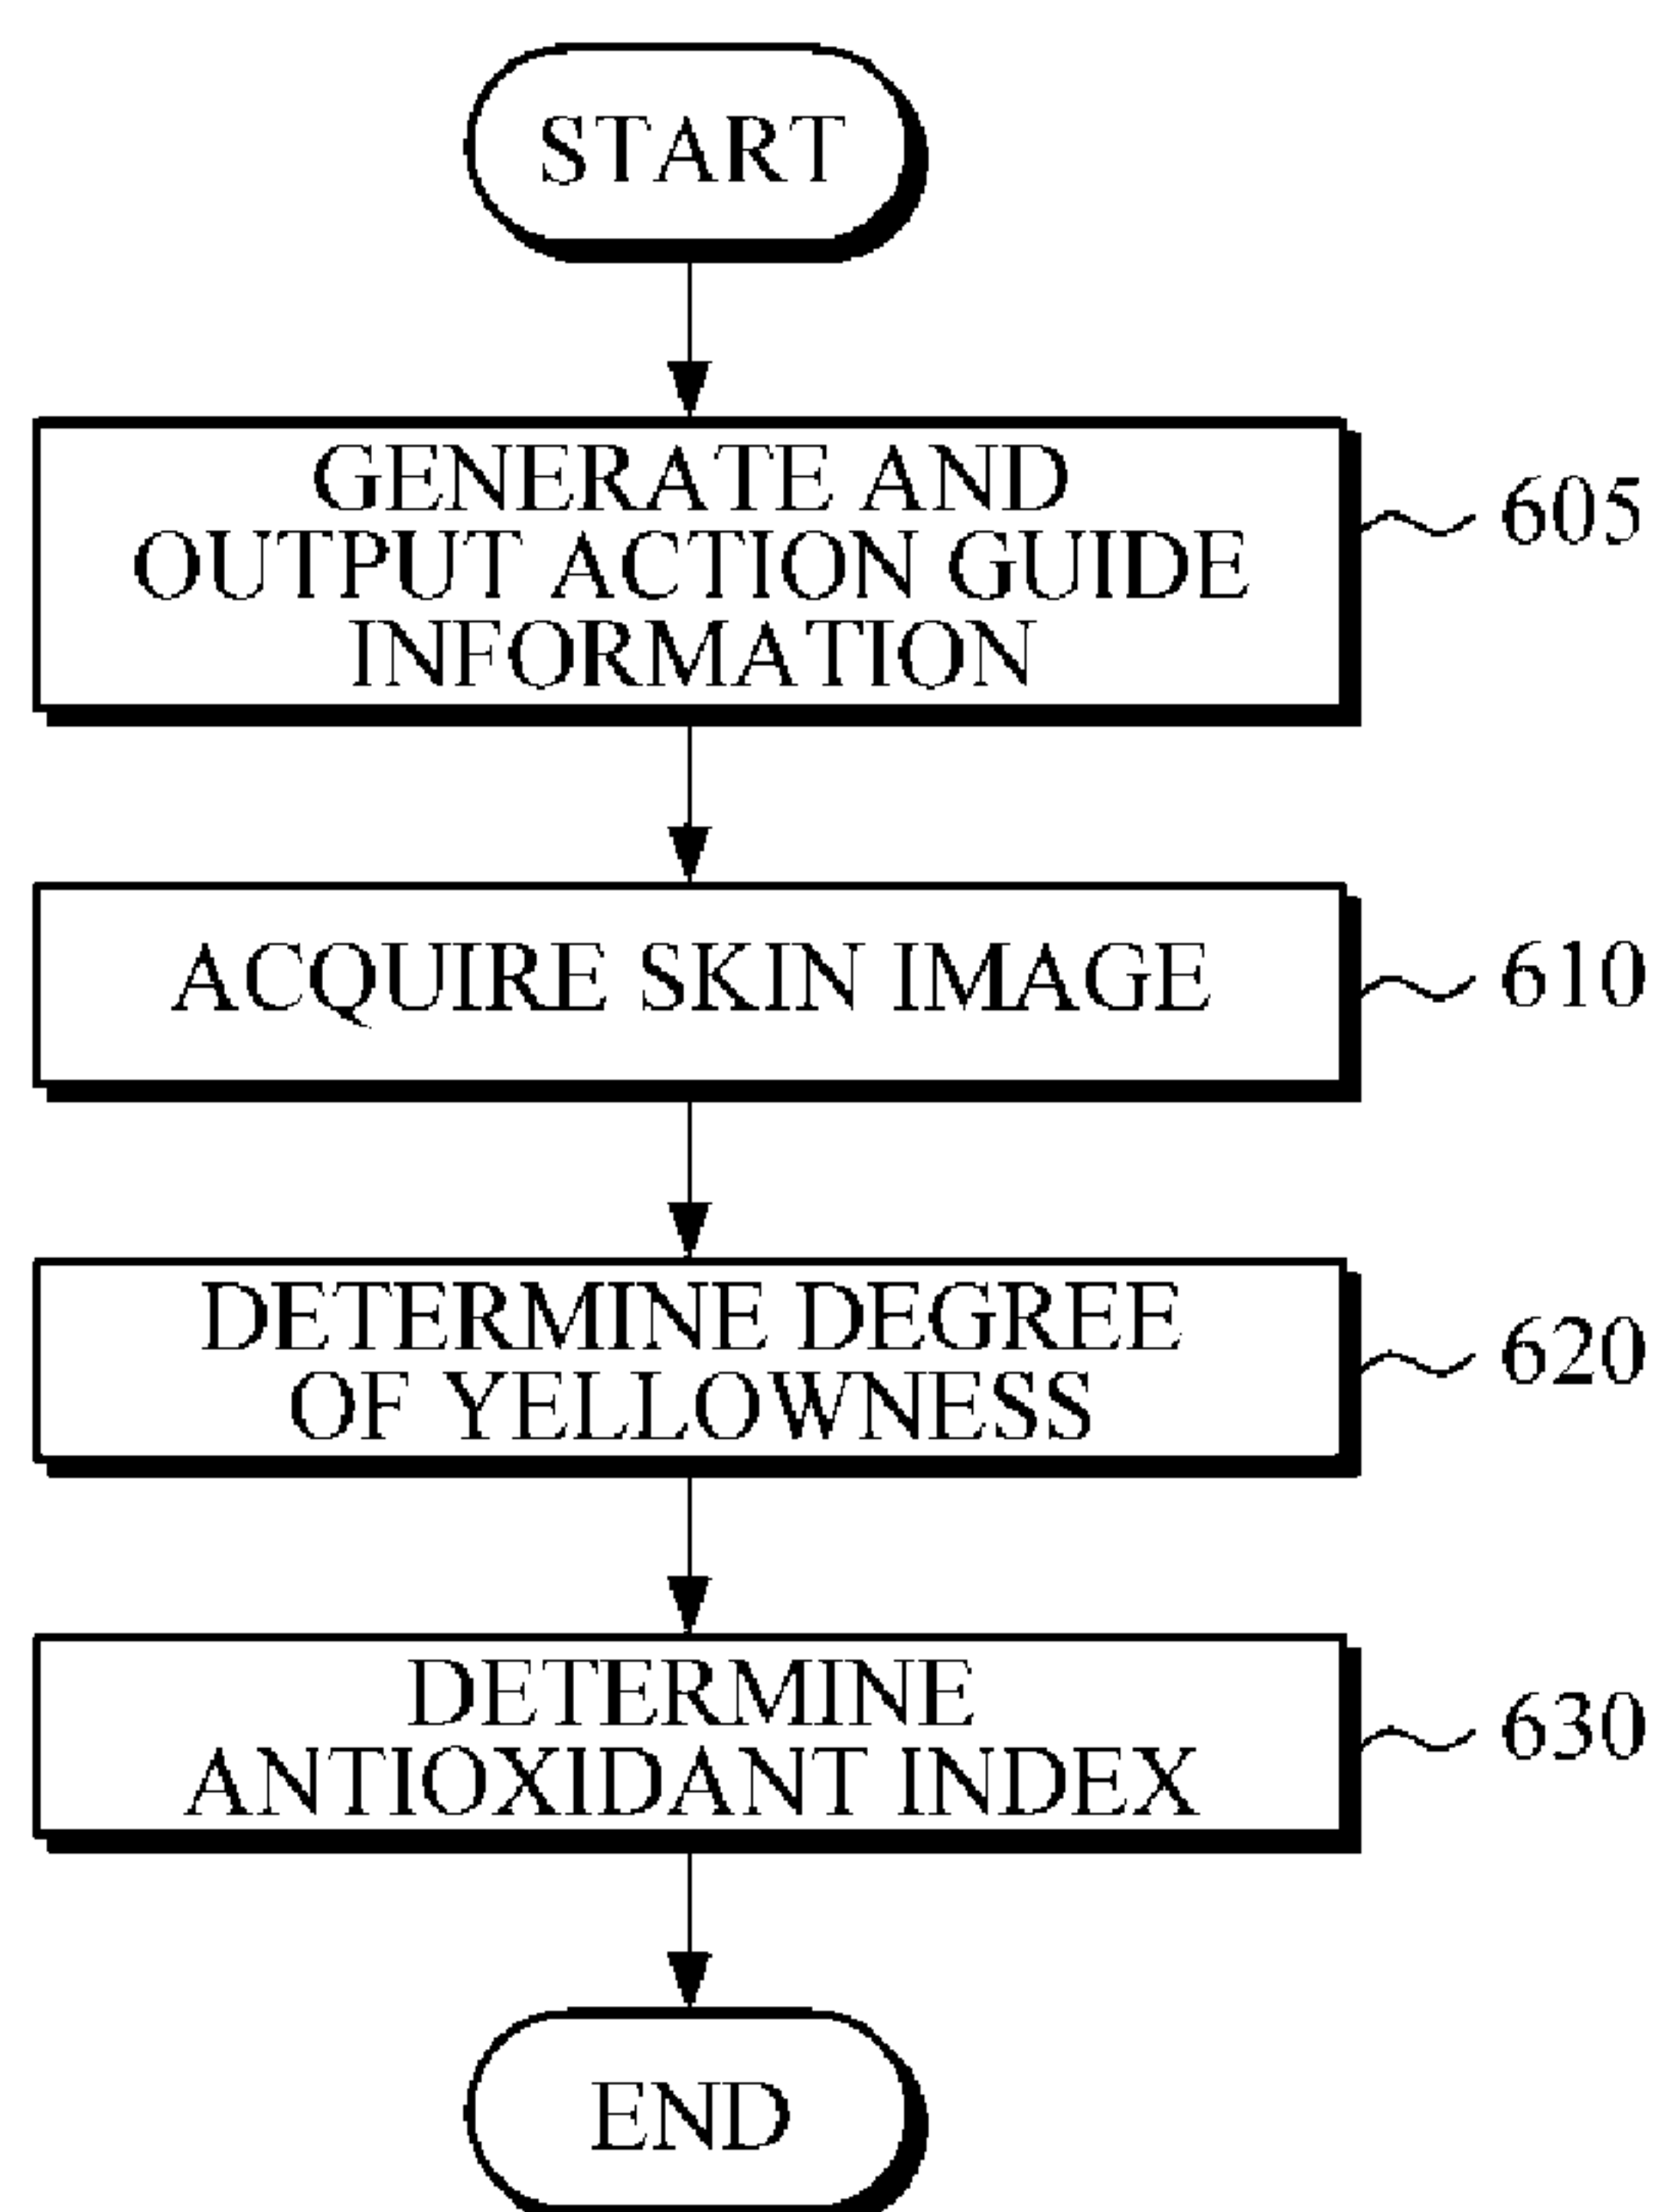 START
GENERATE AND
OUTPUT ACTION GUIDE
INFORMATION
605
ACQUIRE SKIN IMAGE
610
DETERMINE DEGREE
OF YELLOWNESS
620
DETERMINE
ANTIOXIDANT INDEX
630
END